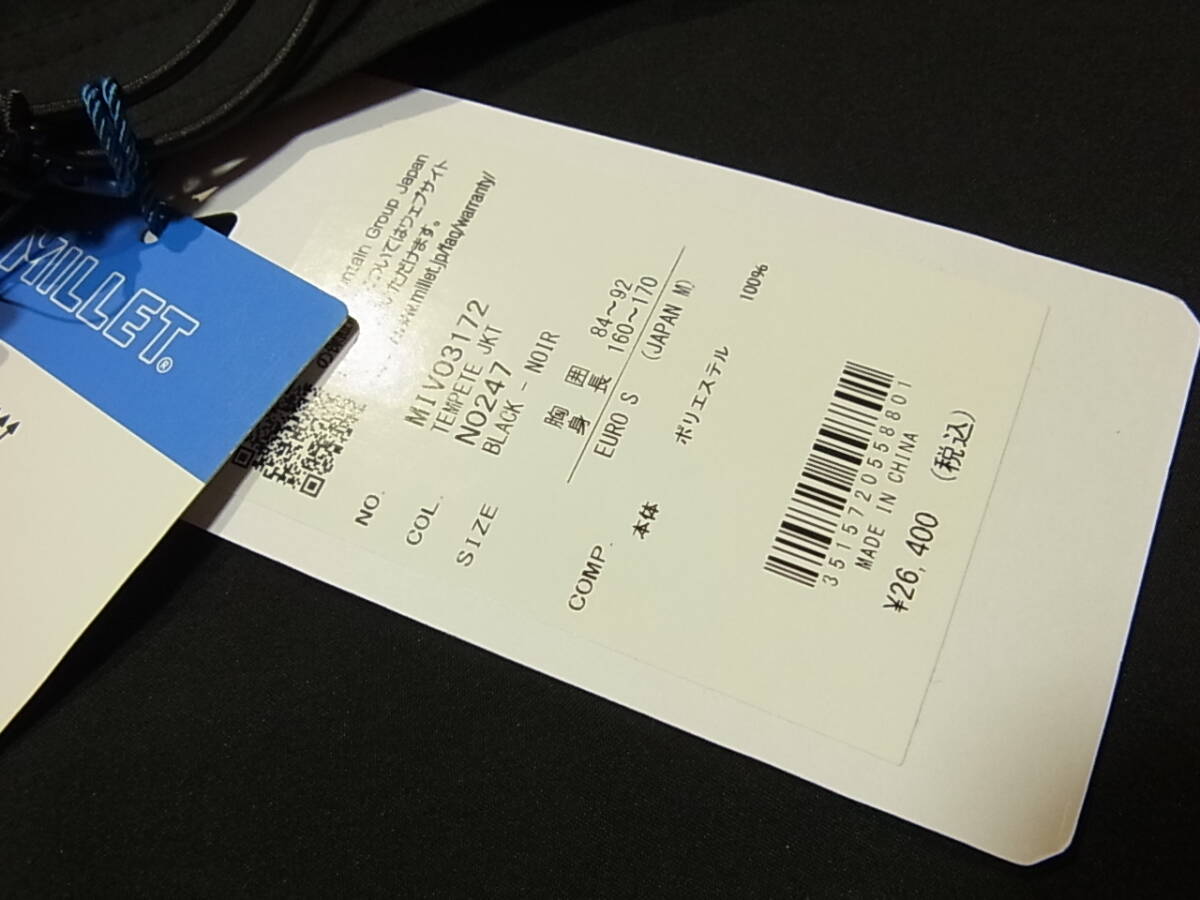 MILLET®
ntain Group Japan
ついてはウェブサイト
いただけます。
www.millet.jp/faq/warranty/
NO. MIV03172
TEMPETE JKT
COL. N0247
BLACK - NOIR
SIZE 胸囲 84～92
身長 160～170
EURO S (JAPAN M)
COMP. 本体 ポリエステル 100%
3515720558801
MADE IN CHINA
¥26,400 (税込)